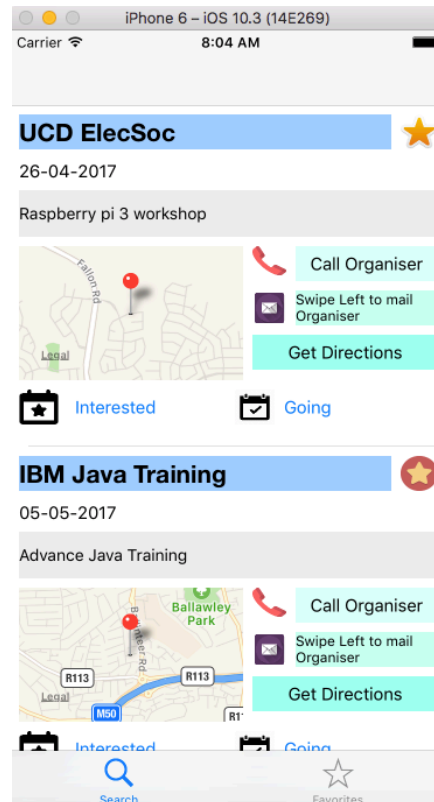 iPhone 6 – iOS 10.3 (14E269)
Carrier 8:04 AM
UCD ElecSoc
26-04-2017
Raspberry pi 3 workshop
Fallon Rd
Legal
Call Organiser
Swipe Left to mail
Organiser
Get Directions
Interested Going
IBM Java Training
05-05-2017
Advance Java Training
Ballawley
Park
R113
R113
Legal
M50
R1
Call Organiser
Swipe Left to mail
Organiser
Get Directions
Interested Going
Search Favorites